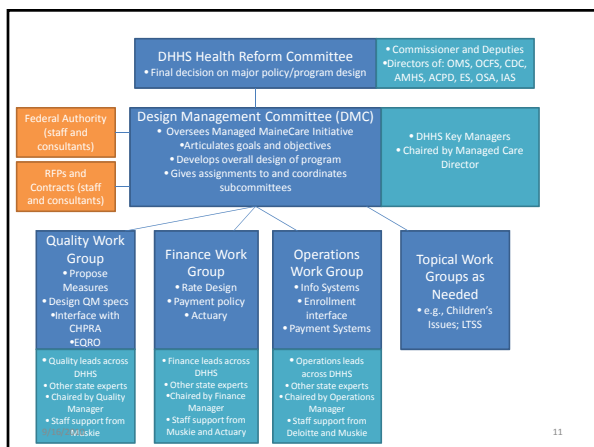 DHHS Health Reform Committee
• Final decision on major policy/program design
• Commissioner and Deputies
• Directors of: OMS, OCFS, CDC,
AMHS, ACPD, ES, OSA, IAS
Federal Authority
(staff and
consultants)
RFPs and
Contracts (staff
and consultants)
Design Management Committee (DMC)
• Oversees Managed MaineCare Initiative
• Articulates goals and objectives
• Develops overall design of program
• Gives assignments to and coordinates
subcommittees
• DHHS Key Managers
• Chaired by Managed Care
Director
Quality Work
Group
• Propose
Measures
• Design QM specs
• Interface with
CHPRA
• EQRO
• Quality leads across
DHHS
• Other state experts
• Chaired by Quality
Manager
• Staff support from
Muskie
Finance Work
Group
• Rate Design
• Payment policy
• Actuary
• Finance leads across
DHHS
• Other state experts
• Chaired by Finance
Manager
• Staff support from
Muskie and Actuary
Operations
Work Group
• Info Systems
• Enrollment
interface
• Payment Systems
• Operations leads
across DHHS
• Other state experts
• Chaired by Operations
Manager
• Staff support from
Deloitte and Muskie
Topical Work
Groups as
Needed
• e.g., Children's
Issues; LTSS
11